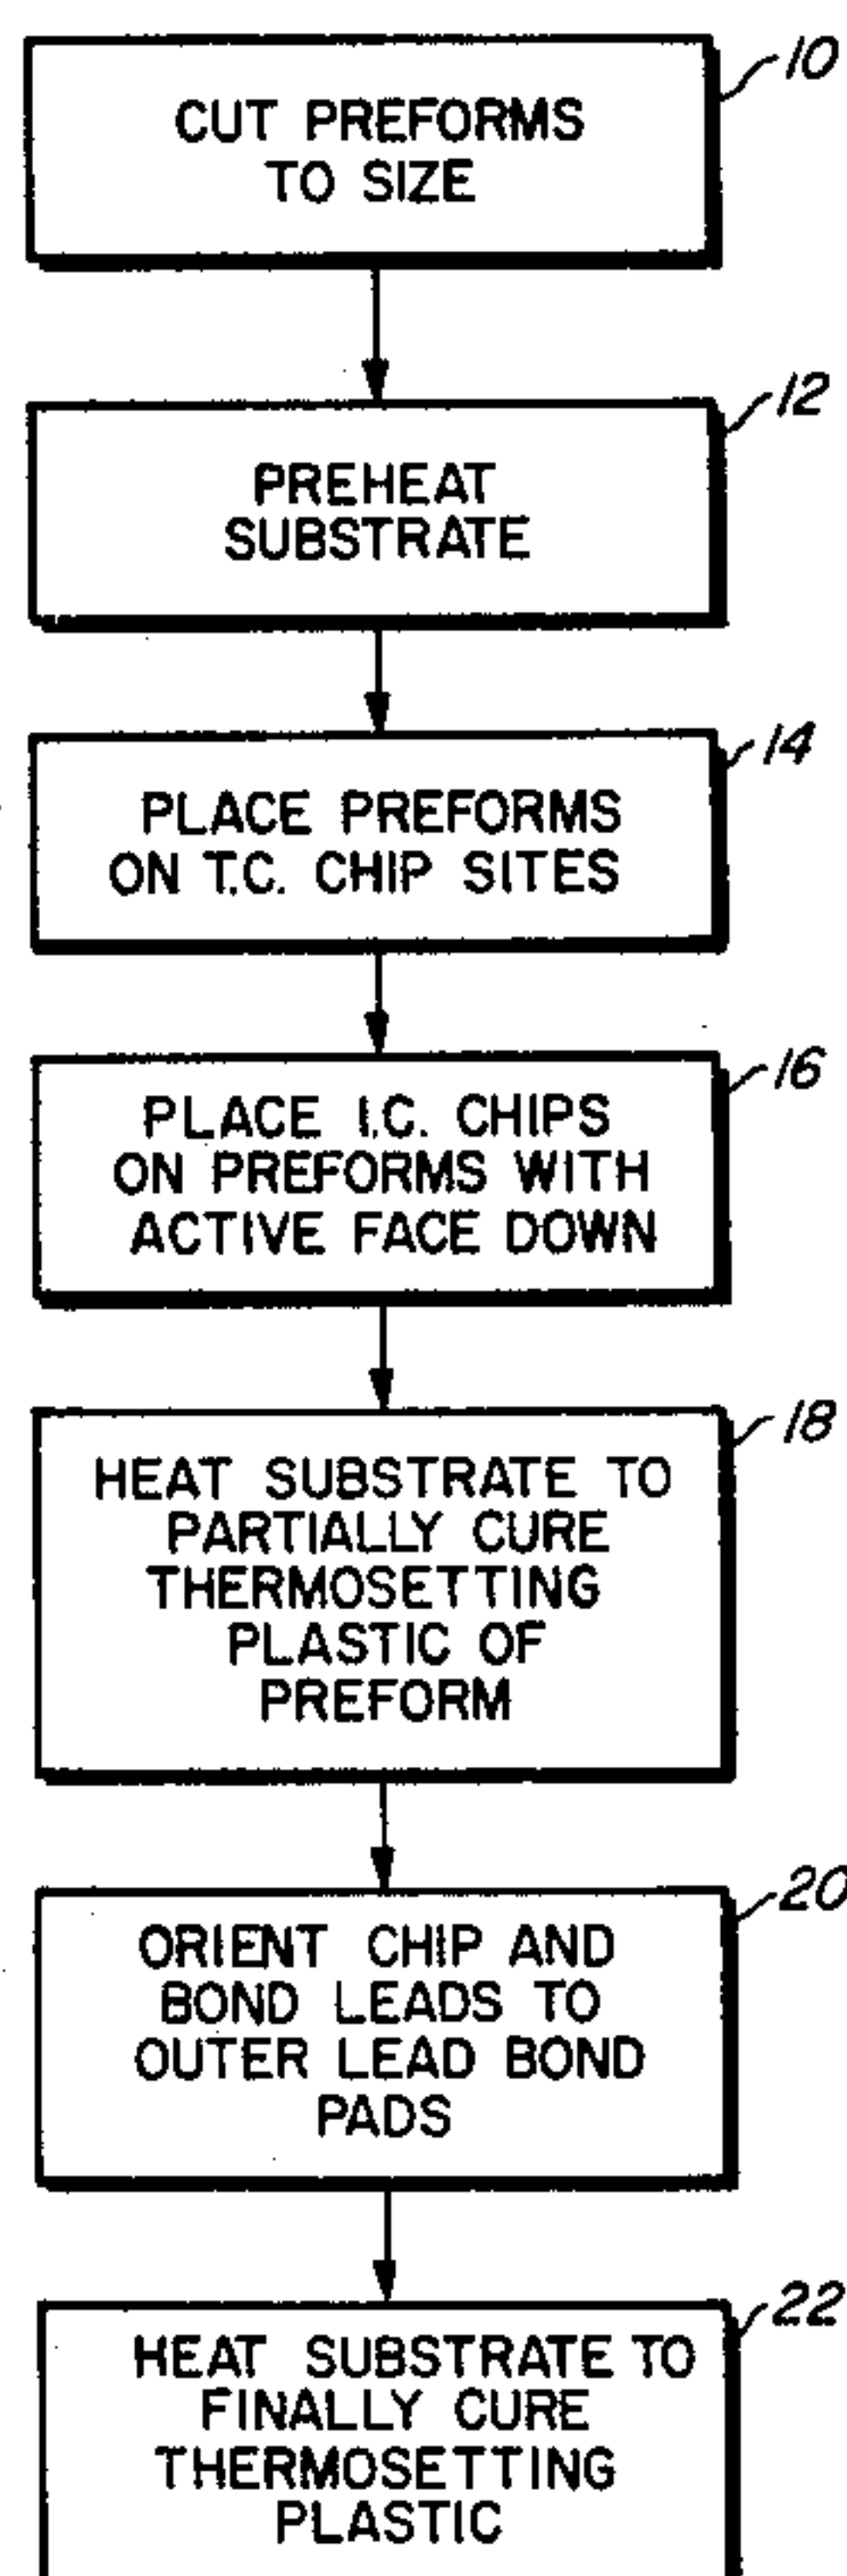 10
CUT PREFORMS
TO SIZE
12
PREHEAT
SUBSTRATE
14
PLACE PREFORMS
ON T.C. CHIP SITES
16
PLACE I.C. CHIPS
ON PREFORMS WITH
ACTIVE FACE DOWN
18
HEAT SUBSTRATE TO
PARTIALLY CURE
THERMOSETTING
PLASTIC OF
PREFORM
20
ORIENT CHIP AND
BOND LEADS TO
OUTER LEAD BOND
PADS
22
HEAT SUBSTRATE TO
FINALLY CURE
THERMOSETTING
PLASTIC